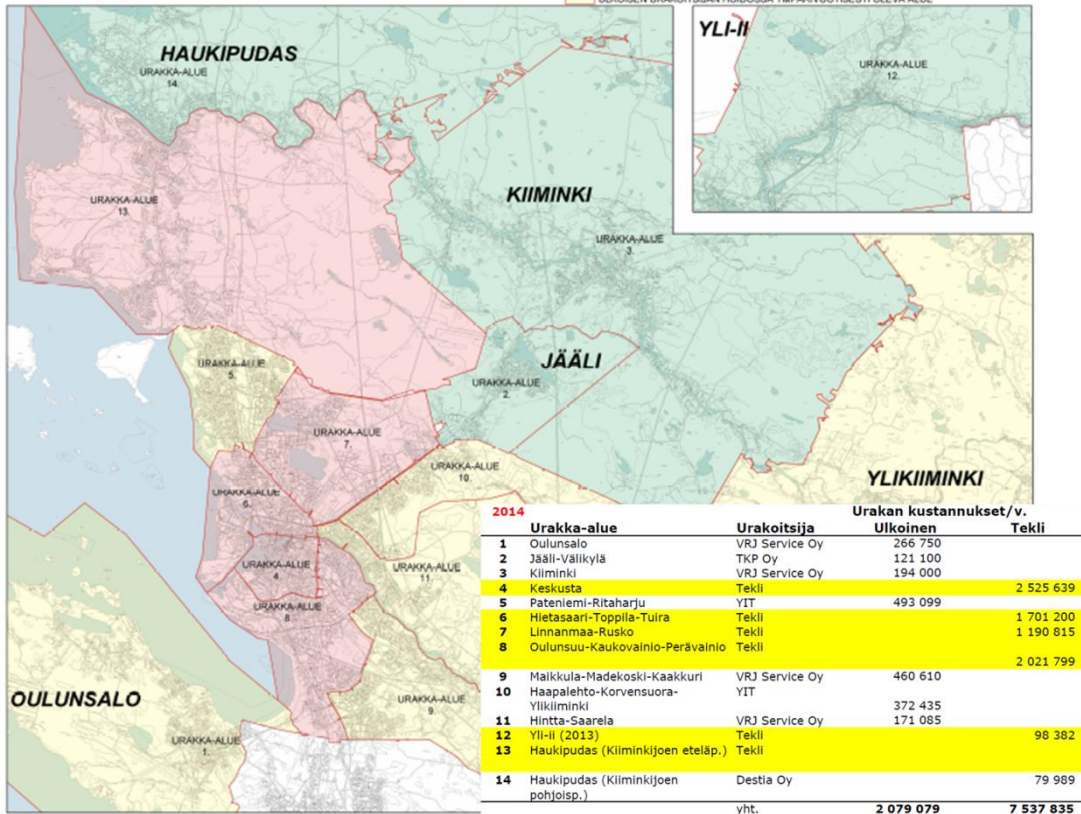 ULKOISEN URAKOITSIJAN HOIDOSSA YMPÄRIVUOTISESTI OLEVA ALUE
HAUKIPUDAS
URAKKA-ALUE
14.
YLI-II
URAKKA-ALUE
12.
URAKKA-ALUE
13.
KIIMINKI
URAKKA-ALUE
3.
URAKKA-ALUE
5.
JÄÄLI
URAKKA-ALUE
2.
URAKKA-ALUE
7.
URAKKA-ALUE
10.
YLIKIIMINKI
URAKKA-ALUE
6.
URAKKA-ALUE
4.
URAKKA-ALUE
11.
URAKKA-ALUE
8.
OULUNSALO
URAKKA-ALUE
9.
URAKKA-ALUE
1.
2014 Urakan kustannukset/v.
Urakka-alue Urakoitsija Ulkoinen Tekli
1 Oulunsalo VRJ Service Oy 266 750
2 Jääli-Välikylä TKP Oy 121 100
3 Kiiminki VRJ Service Oy 194 000
4 Keskusta Tekli 2 525 639
5 Pateniemi-Ritaharju YIT 493 099
6 Hietasaari-Toppila-Tuira Tekli 1 701 200
7 Linnanmaa-Rusko Tekli 1 190 815
8 Oulunsuu-Kaukovainio-Perävainio Tekli
2 021 799
9 Maikkula-Madekoski-Kaakkuri VRJ Service Oy 460 610
10 Haapalehto-Korvensuora- YIT
Ylikiiminki 372 435
11 Hintta-Saarela VRJ Service Oy 171 085
12 Yli-ii (2013) Tekli 98 382
13 Haukipudas (Kiiminkijoen eteläp.) Tekli
14 Haukipudas (Kiiminkijoen Destia Oy 79 989
pohjoisp.)
yht. 2 079 079 7 537 835